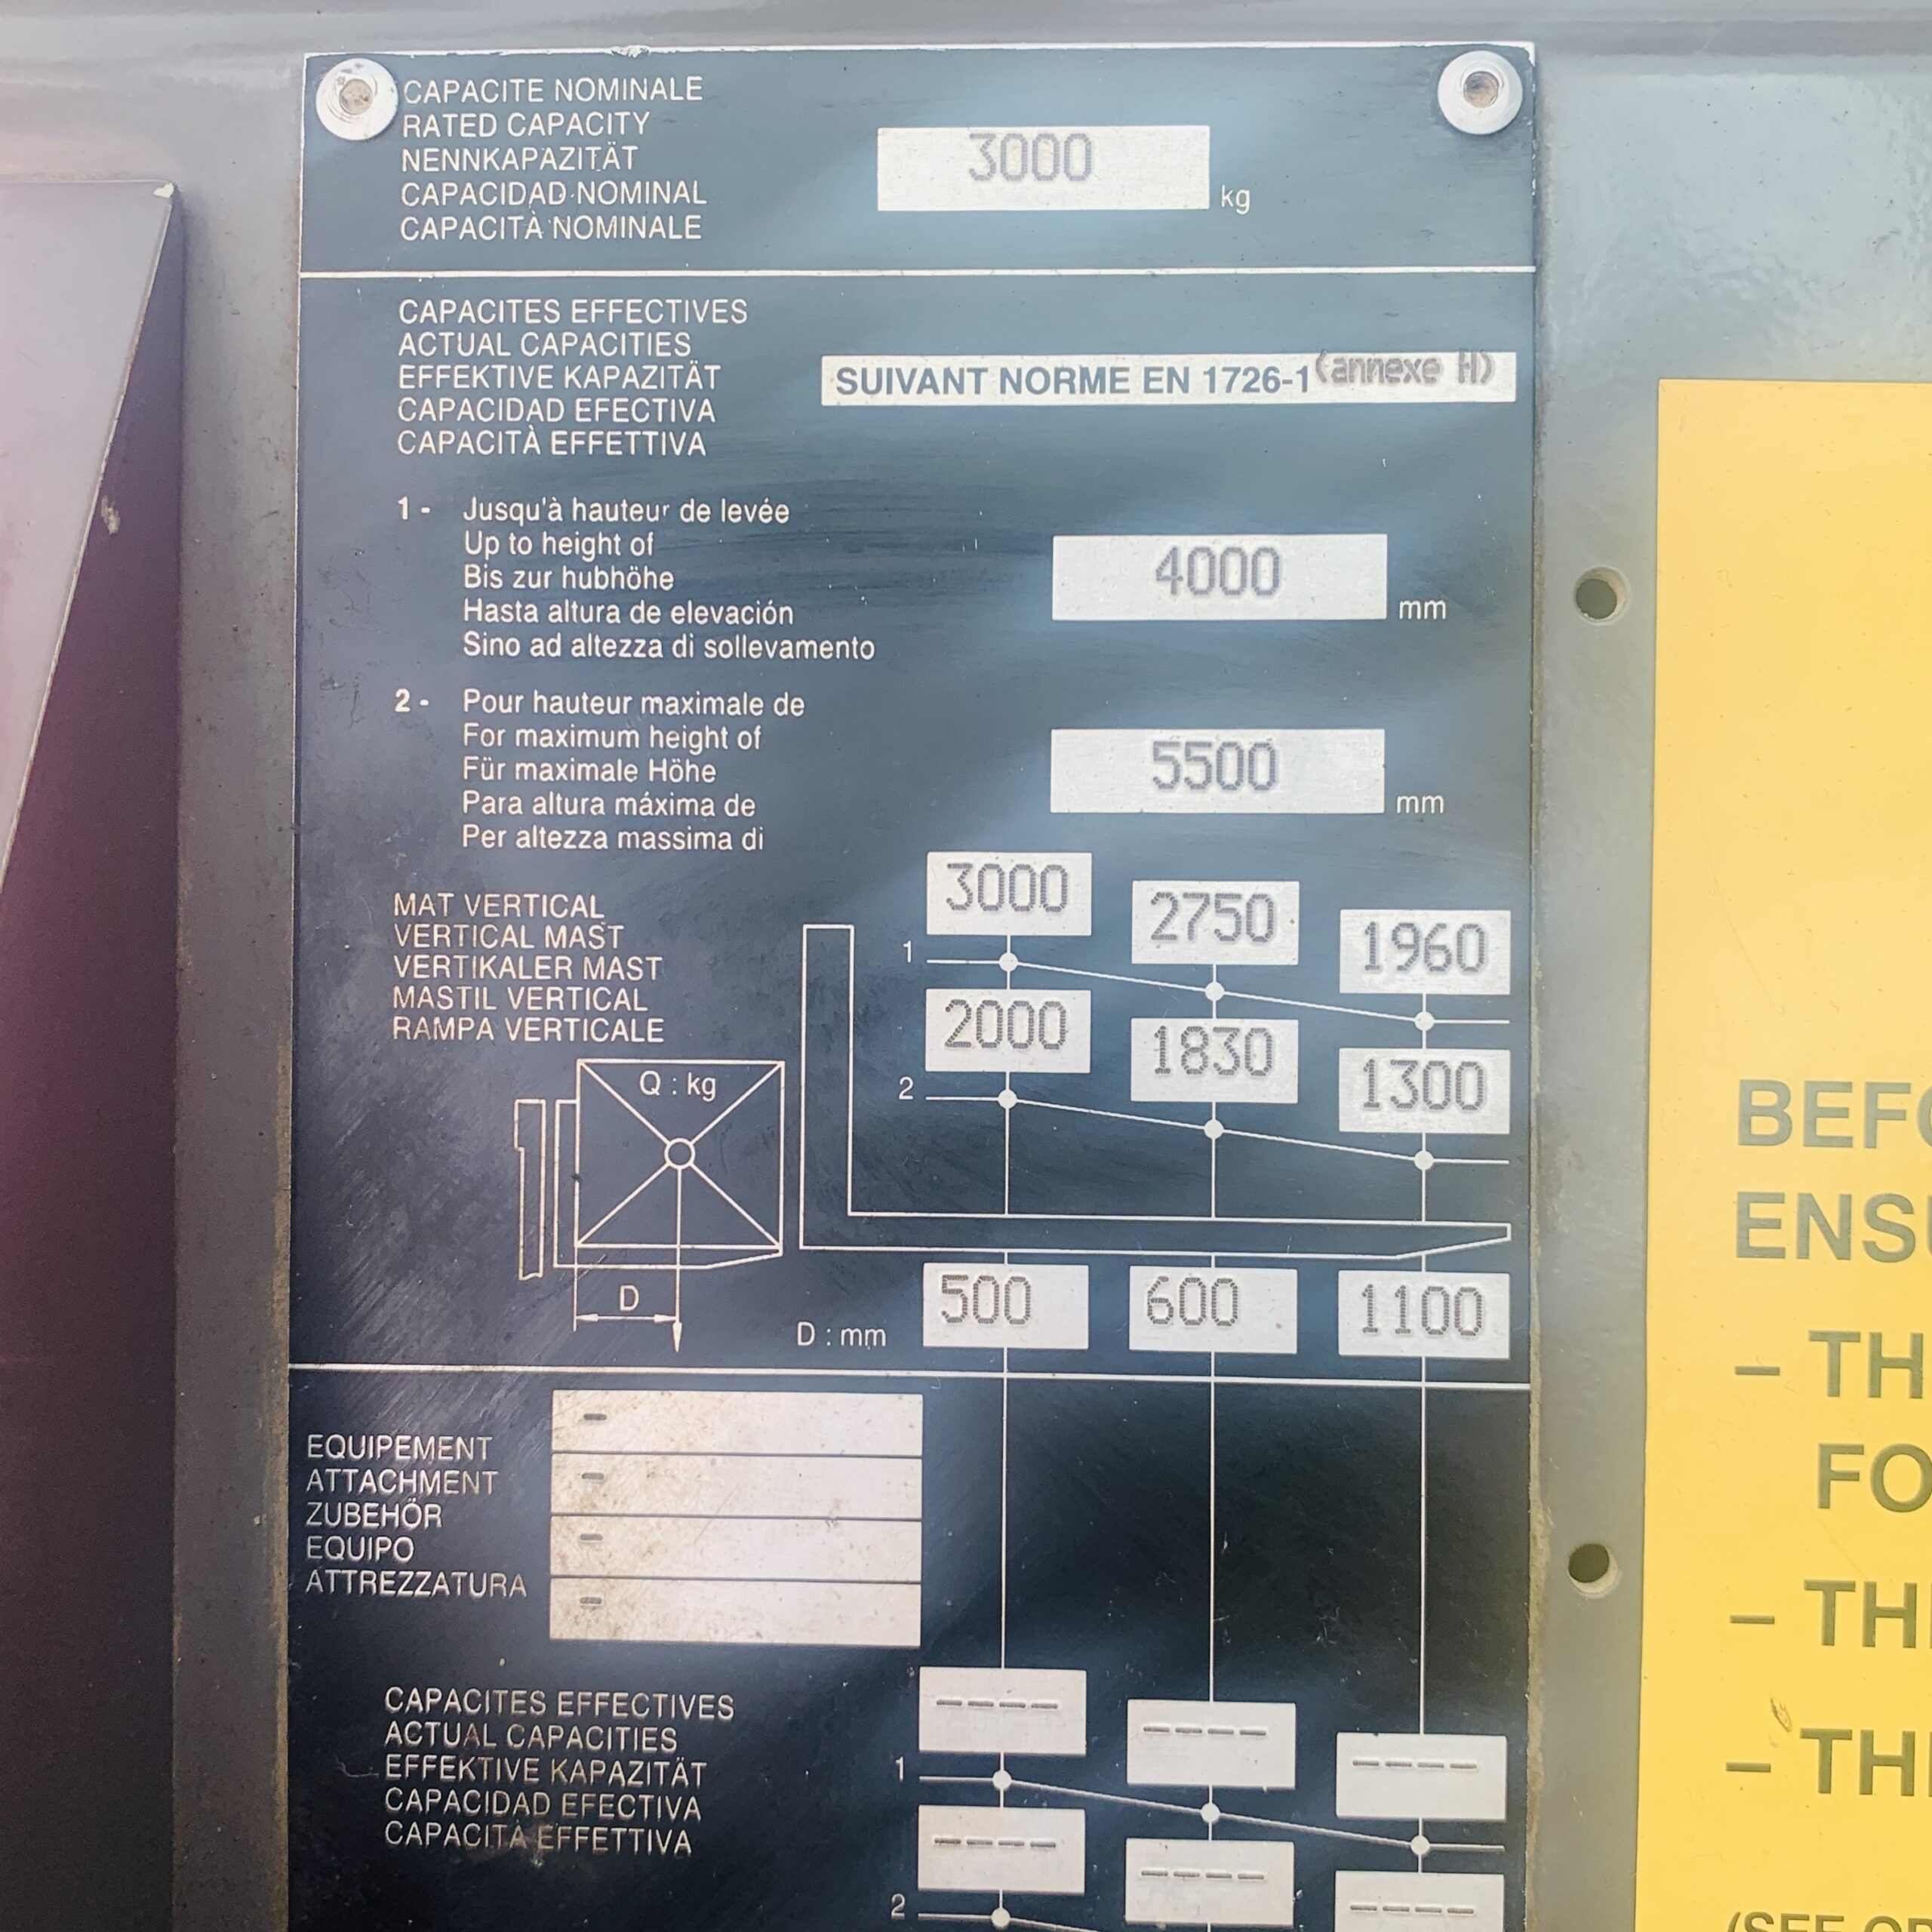 CAPACITE NOMINALE
RATED CAPACITY
NENNKAPAZITÄT
CAPACIDAD NOMINAL
CAPACITÀ NOMINALE
3000 kg
CAPACITES EFFECTIVES
ACTUAL CAPACITIES
EFFEKTIVE KAPAZITÄT
CAPACIDAD EFECTIVA
CAPACITÀ EFFETTIVA
SUIVANT NORME EN 1726-1 (annexe H)
1 - Jusqu'à hauteur de levée
Up to height of
Bis zur hubhöhe
Hasta altura de elevación
Sino ad altezza di sollevamento
4000 mm
2 - Pour hauteur maximale de
For maximum height of
Für maximale Höhe
Para altura máxima de
Per altezza massima di
5500 mm
MAT VERTICAL
VERTICAL MAST
VERTIKALER MAST
MASTIL VERTICAL
RAMPA VERTICALE
Q : kg
D
1 3000 2750 1960
2 2000 1830 1300
D : mm 500 600 1100
EQUIPEMENT
ATTACHMENT
ZUBEHÖR
EQUIPO
ATTREZZATURA
-
-
-
-
CAPACITES EFFECTIVES
ACTUAL CAPACITIES
EFFEKTIVE KAPAZITÄT
CAPACIDAD EFECTIVA
CAPACITÀ EFFETTIVA
1 ---- ---- ----
2 ---- ---- ----